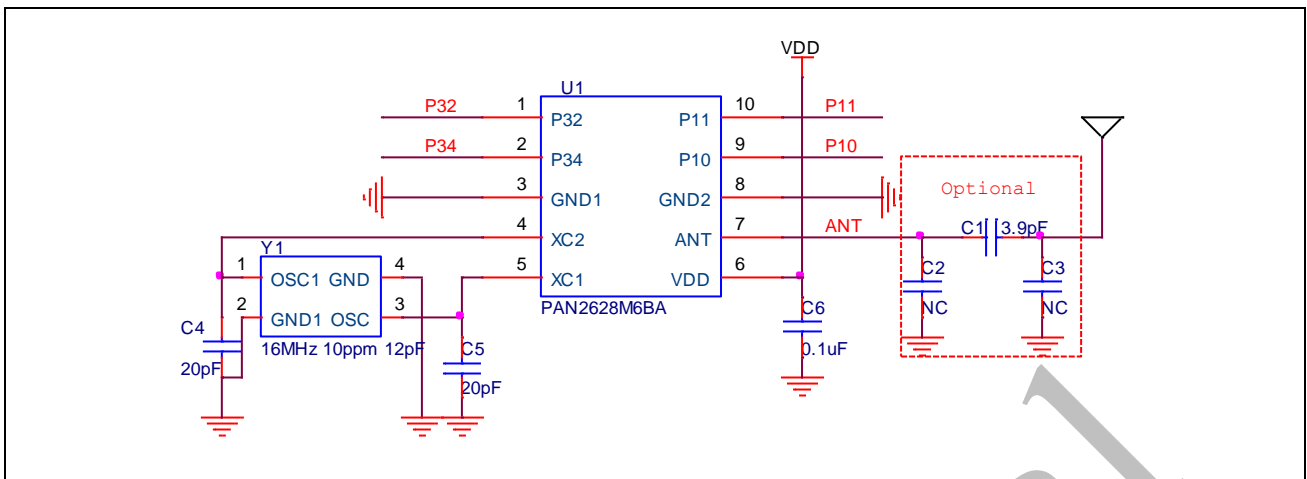 VDD
U1
P32 1 P32
P11 10 P11
P34 2 P34
P10 9 P10
3 GND1
GND2 8
4 XC2
ANT 7 ANT
5 XC1
VDD 6
PAN2628M6BA
Optional
C1 3.9pF
C2
NC
C3
NC
C6
0.1uF
Y1
1 OSC1 GND 4
2 GND1 OSC 3
16MHz 10ppm 12pF
C4
20pF
C5
20pF